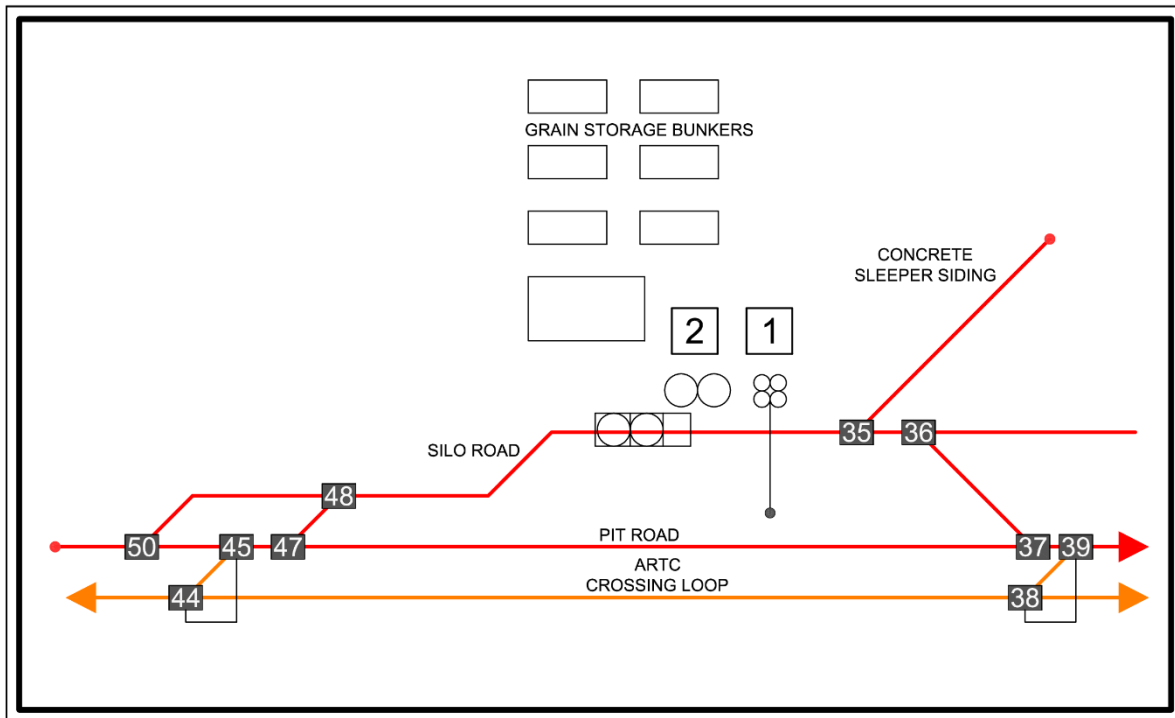 GRAIN STORAGE BUNKERS
CONCRETE
SLEEPER SIDING
2 1
35 36
SILO ROAD
48
50 45 47 PIT ROAD 37 39
ARTC
CROSSING LOOP
44 38